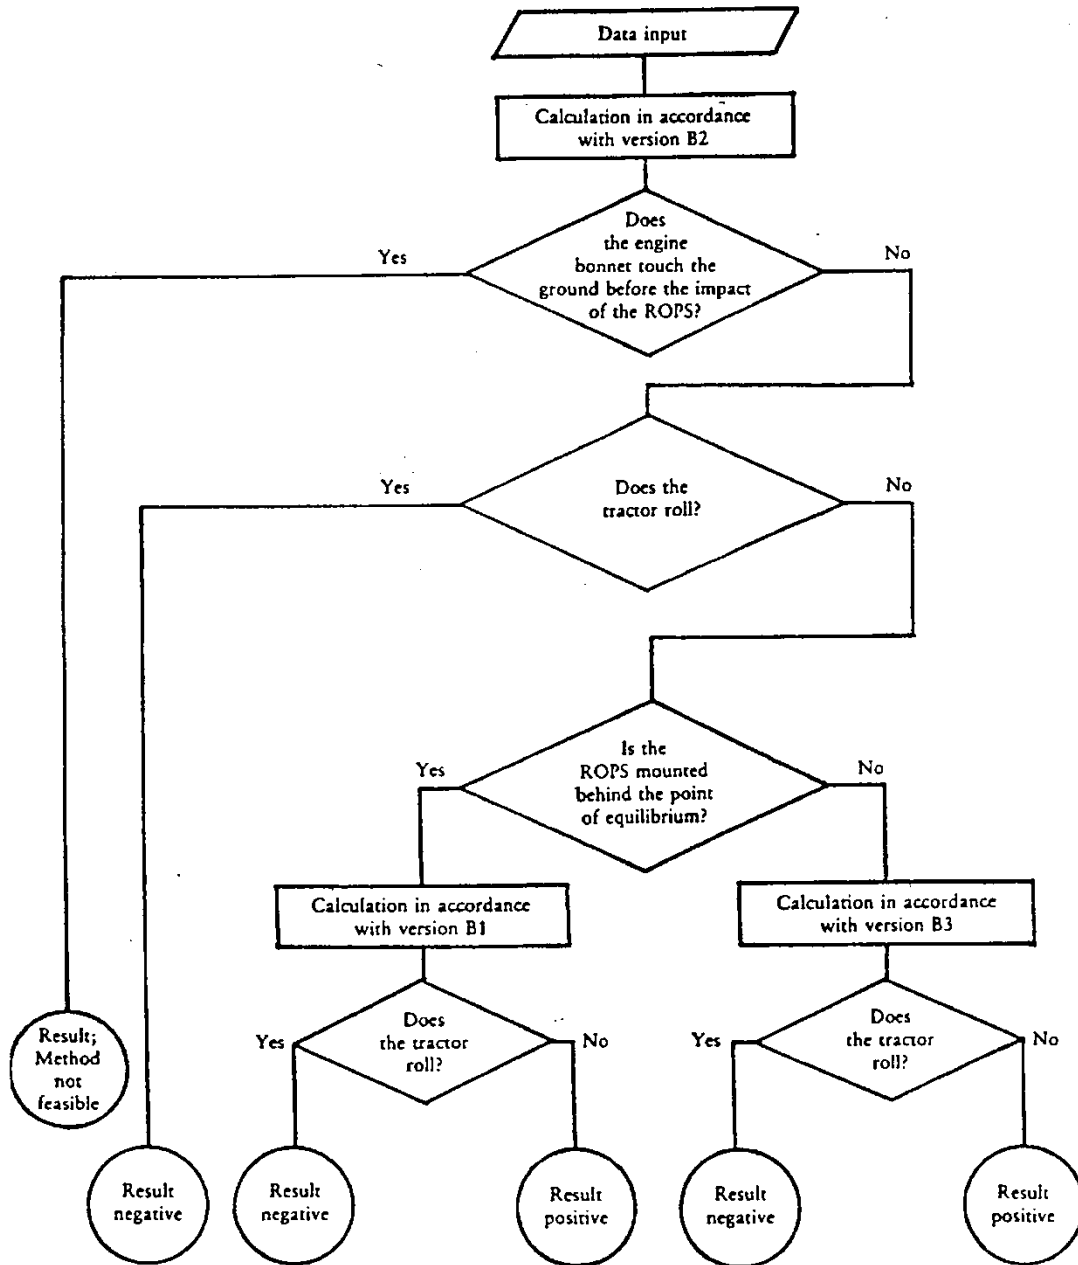 Data input
Calculation in accordance
with version B2
Does
the engine
bonnet touch the
ground before the impact
of the ROPS?
Yes
No
Does the
tractor roll?
Yes
No
Is the
ROPS mounted
behind the point
of equilibrium?
Yes
No
Calculation in accordance
with version B1
Calculation in accordance
with version B3
Does
the tractor
roll?
Yes
No
Does
the tractor
roll?
Yes
No
Result;
Method
not
feasible
Result
negative
Result
negative
Result
positive
Result
negative
Result
positive